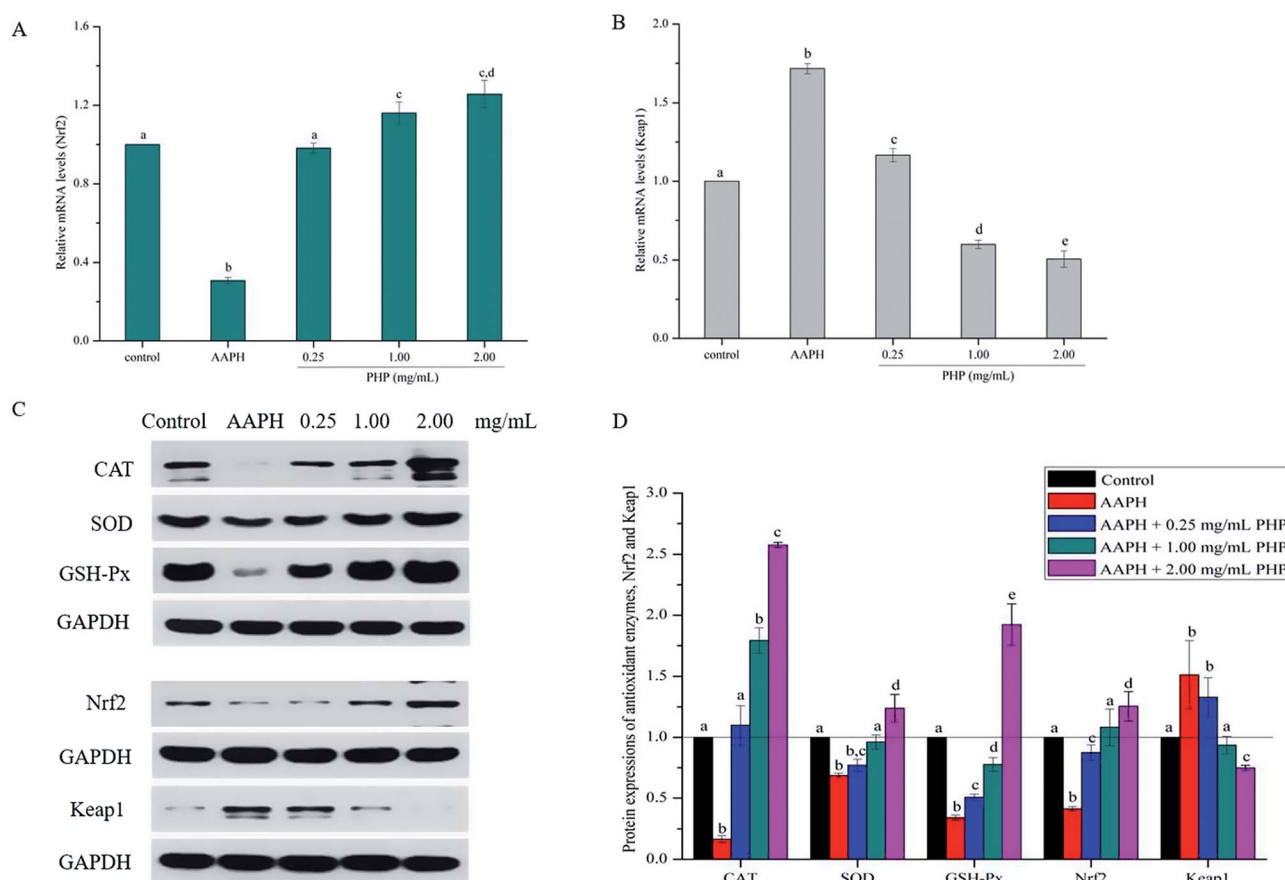 A
Relative mRNA levels (Nrf2)
1.6
1.2
0.8
0.4
0.0
a
b
a
c
c,d
control
AAPH
0.25
1.00
2.00
PHP (mg/mL)
B
Relative mRNA levels (Keap1)
2.0
1.5
1.0
0.5
0.0
a
b
c
d
e
control
AAPH
0.25
1.00
2.00
PHP (mg/mL)
C
Control AAPH 0.25 1.00 2.00 mg/mL
CAT
SOD
GSH-Px
GAPDH
Nrf2
GAPDH
Keap1
GAPDH
D
Protein expressions of antioxidant enzymes, Nrf2 and Keap1
3.0
2.5
2.0
1.5
1.0
0.5
0.0
Control
AAPH
AAPH + 0.25 mg/mL PHP
AAPH + 1.00 mg/mL PHP
AAPH + 2.00 mg/mL PHP
a b a b c
a b b,c a d
a b c d e
a b c a d
a b b a c
CAT SOD GSH-Px Nrf2 Keap1